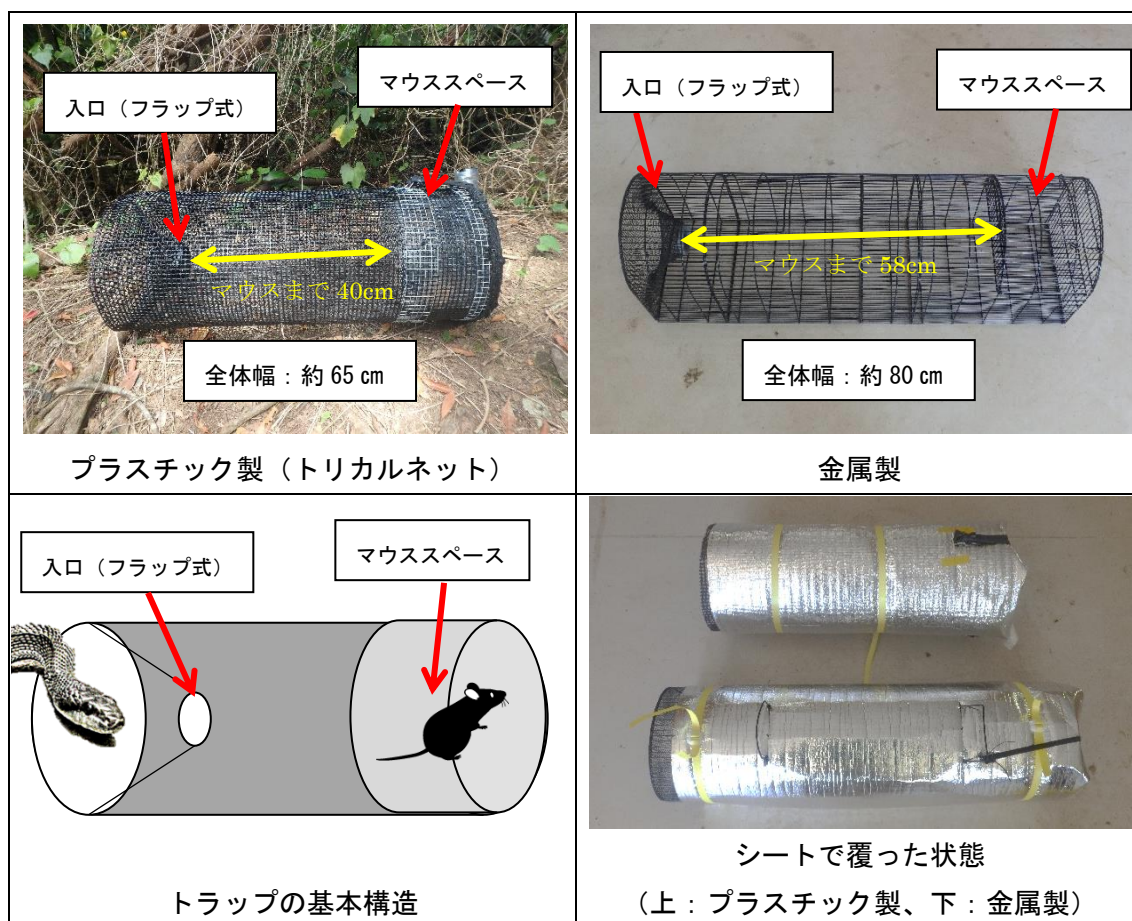 入口（フラップ式）
マウススペース
マウスまで 40cm
全体幅：約 65 ㎝
プラスチック製（トリカルネット）
入口（フラップ式）
マウススペース
マウスまで 58cm
全体幅：約 80 ㎝
金属製
入口（フラップ式）
マウススペース
トラップの基本構造
シートで覆った状態
（上：プラスチック製、下：金属製）